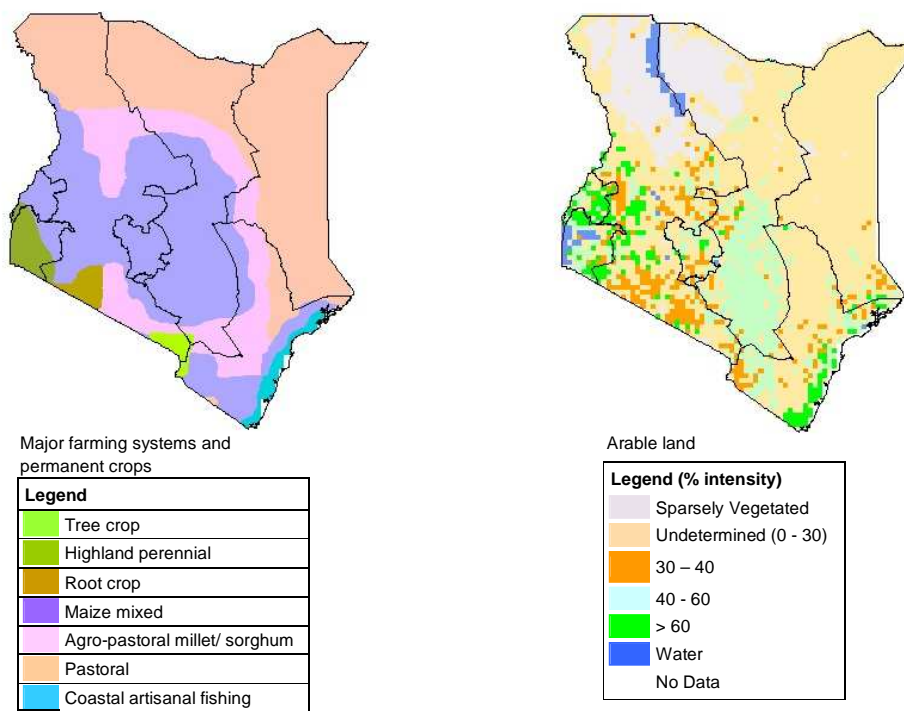 Major farming systems and
permanent crops
Legend
Tree crop
Highland perennial
Root crop
Maize mixed
Agro-pastoral millet/ sorghum
Pastoral
Coastal artisanal fishing
Arable land
Legend (% intensity)
Sparsely Vegetated
Undetermined (0 - 30)
30 – 40
40 - 60
> 60
Water
No Data